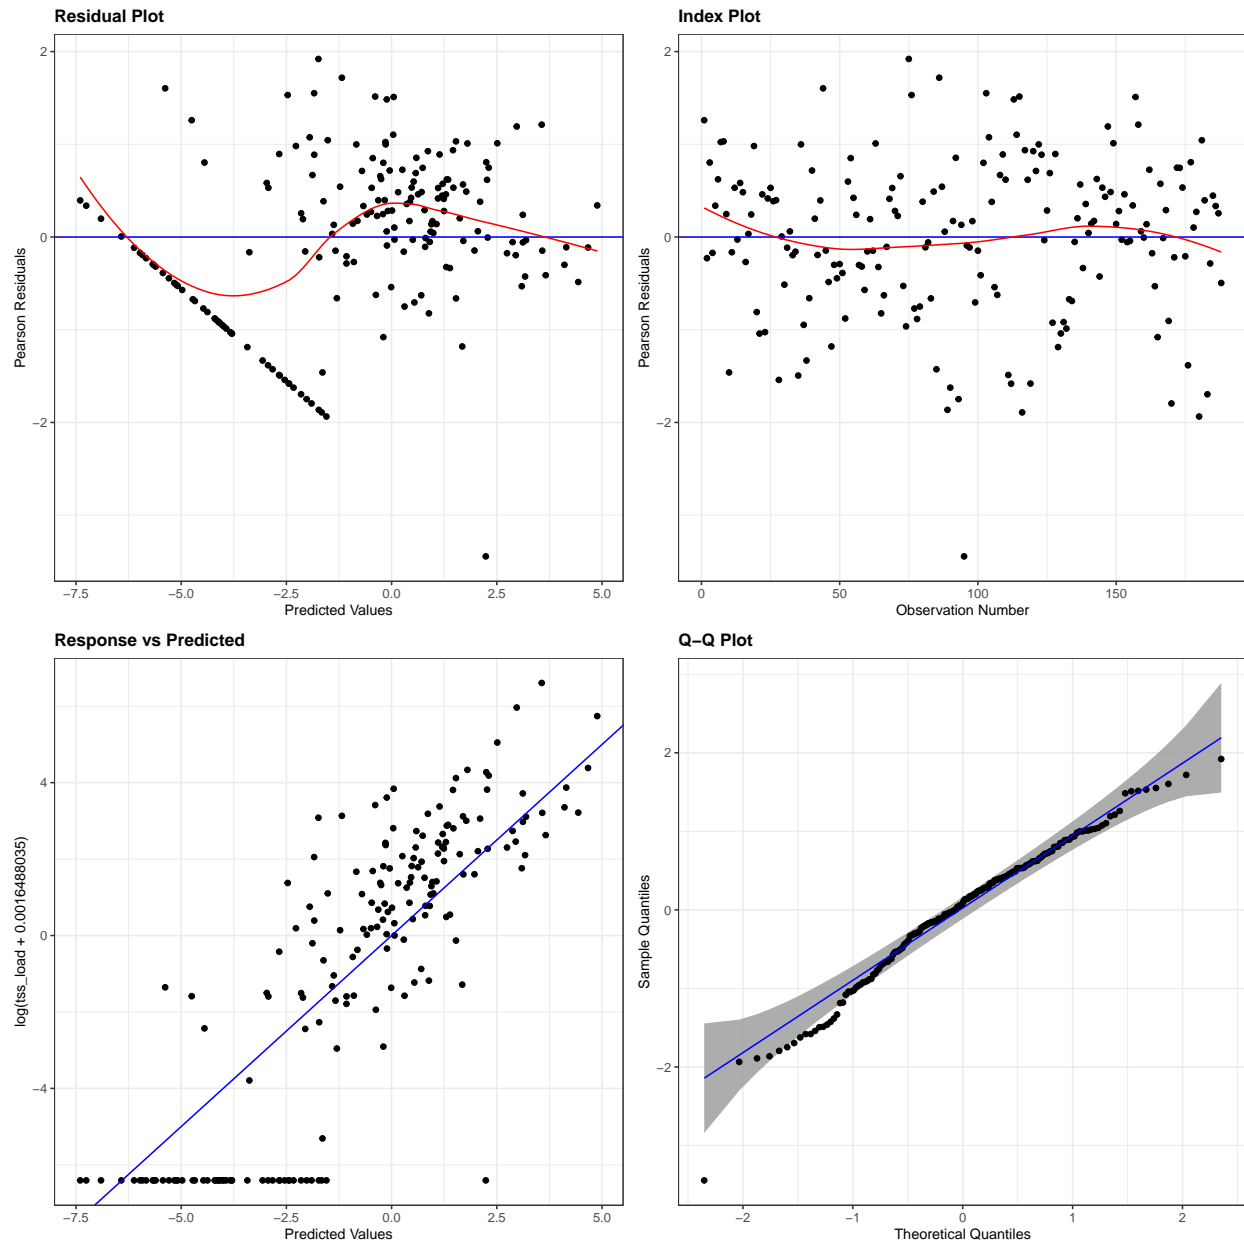 Residual Plot
2
0
−2
Pearson Residuals
−7.5 −5.0 −2.5 0.0 2.5 5.0
Predicted Values
Index Plot
2
0
−2
Pearson Residuals
0 50 100 150
Observation Number
Response vs Predicted
4
0
−4
log(tss_load + 0.0016488035)
−7.5 −5.0 −2.5 0.0 2.5 5.0
Predicted Values
Q−Q Plot
2
0
−2
Sample Quantiles
−2 −1 0 1 2
Theoretical Quantiles